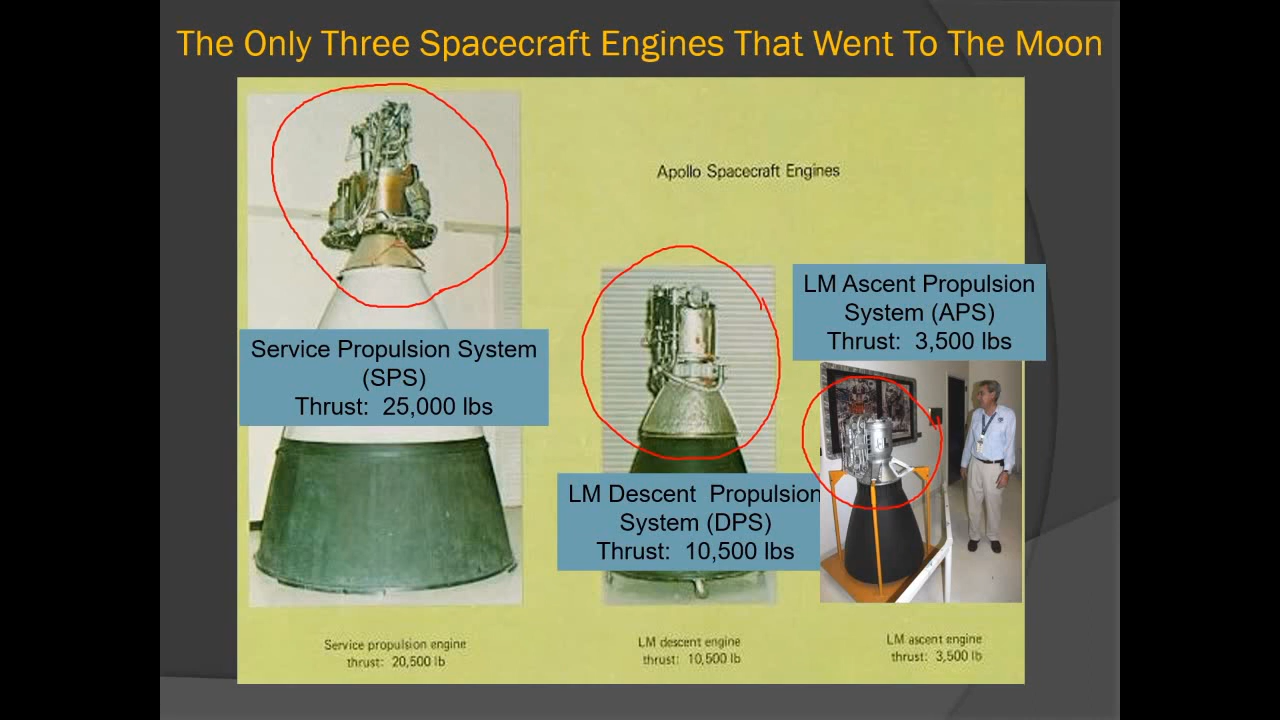 The Only Three Spacecraft Engines That Went To The Moon
Apollo Spacecraft Engines
Service Propulsion System
(SPS)
Thrust: 25,000 lbs
LM Descent Propulsion
System (DPS)
Thrust: 10,500 lbs
LM Ascent Propulsion
System (APS)
Thrust: 3,500 lbs
Service propulsion engine
thrust: 20,500 lb
LM descent engine
thrust: 10,500 lb
LM ascent engine
thrust: 3,500 lb